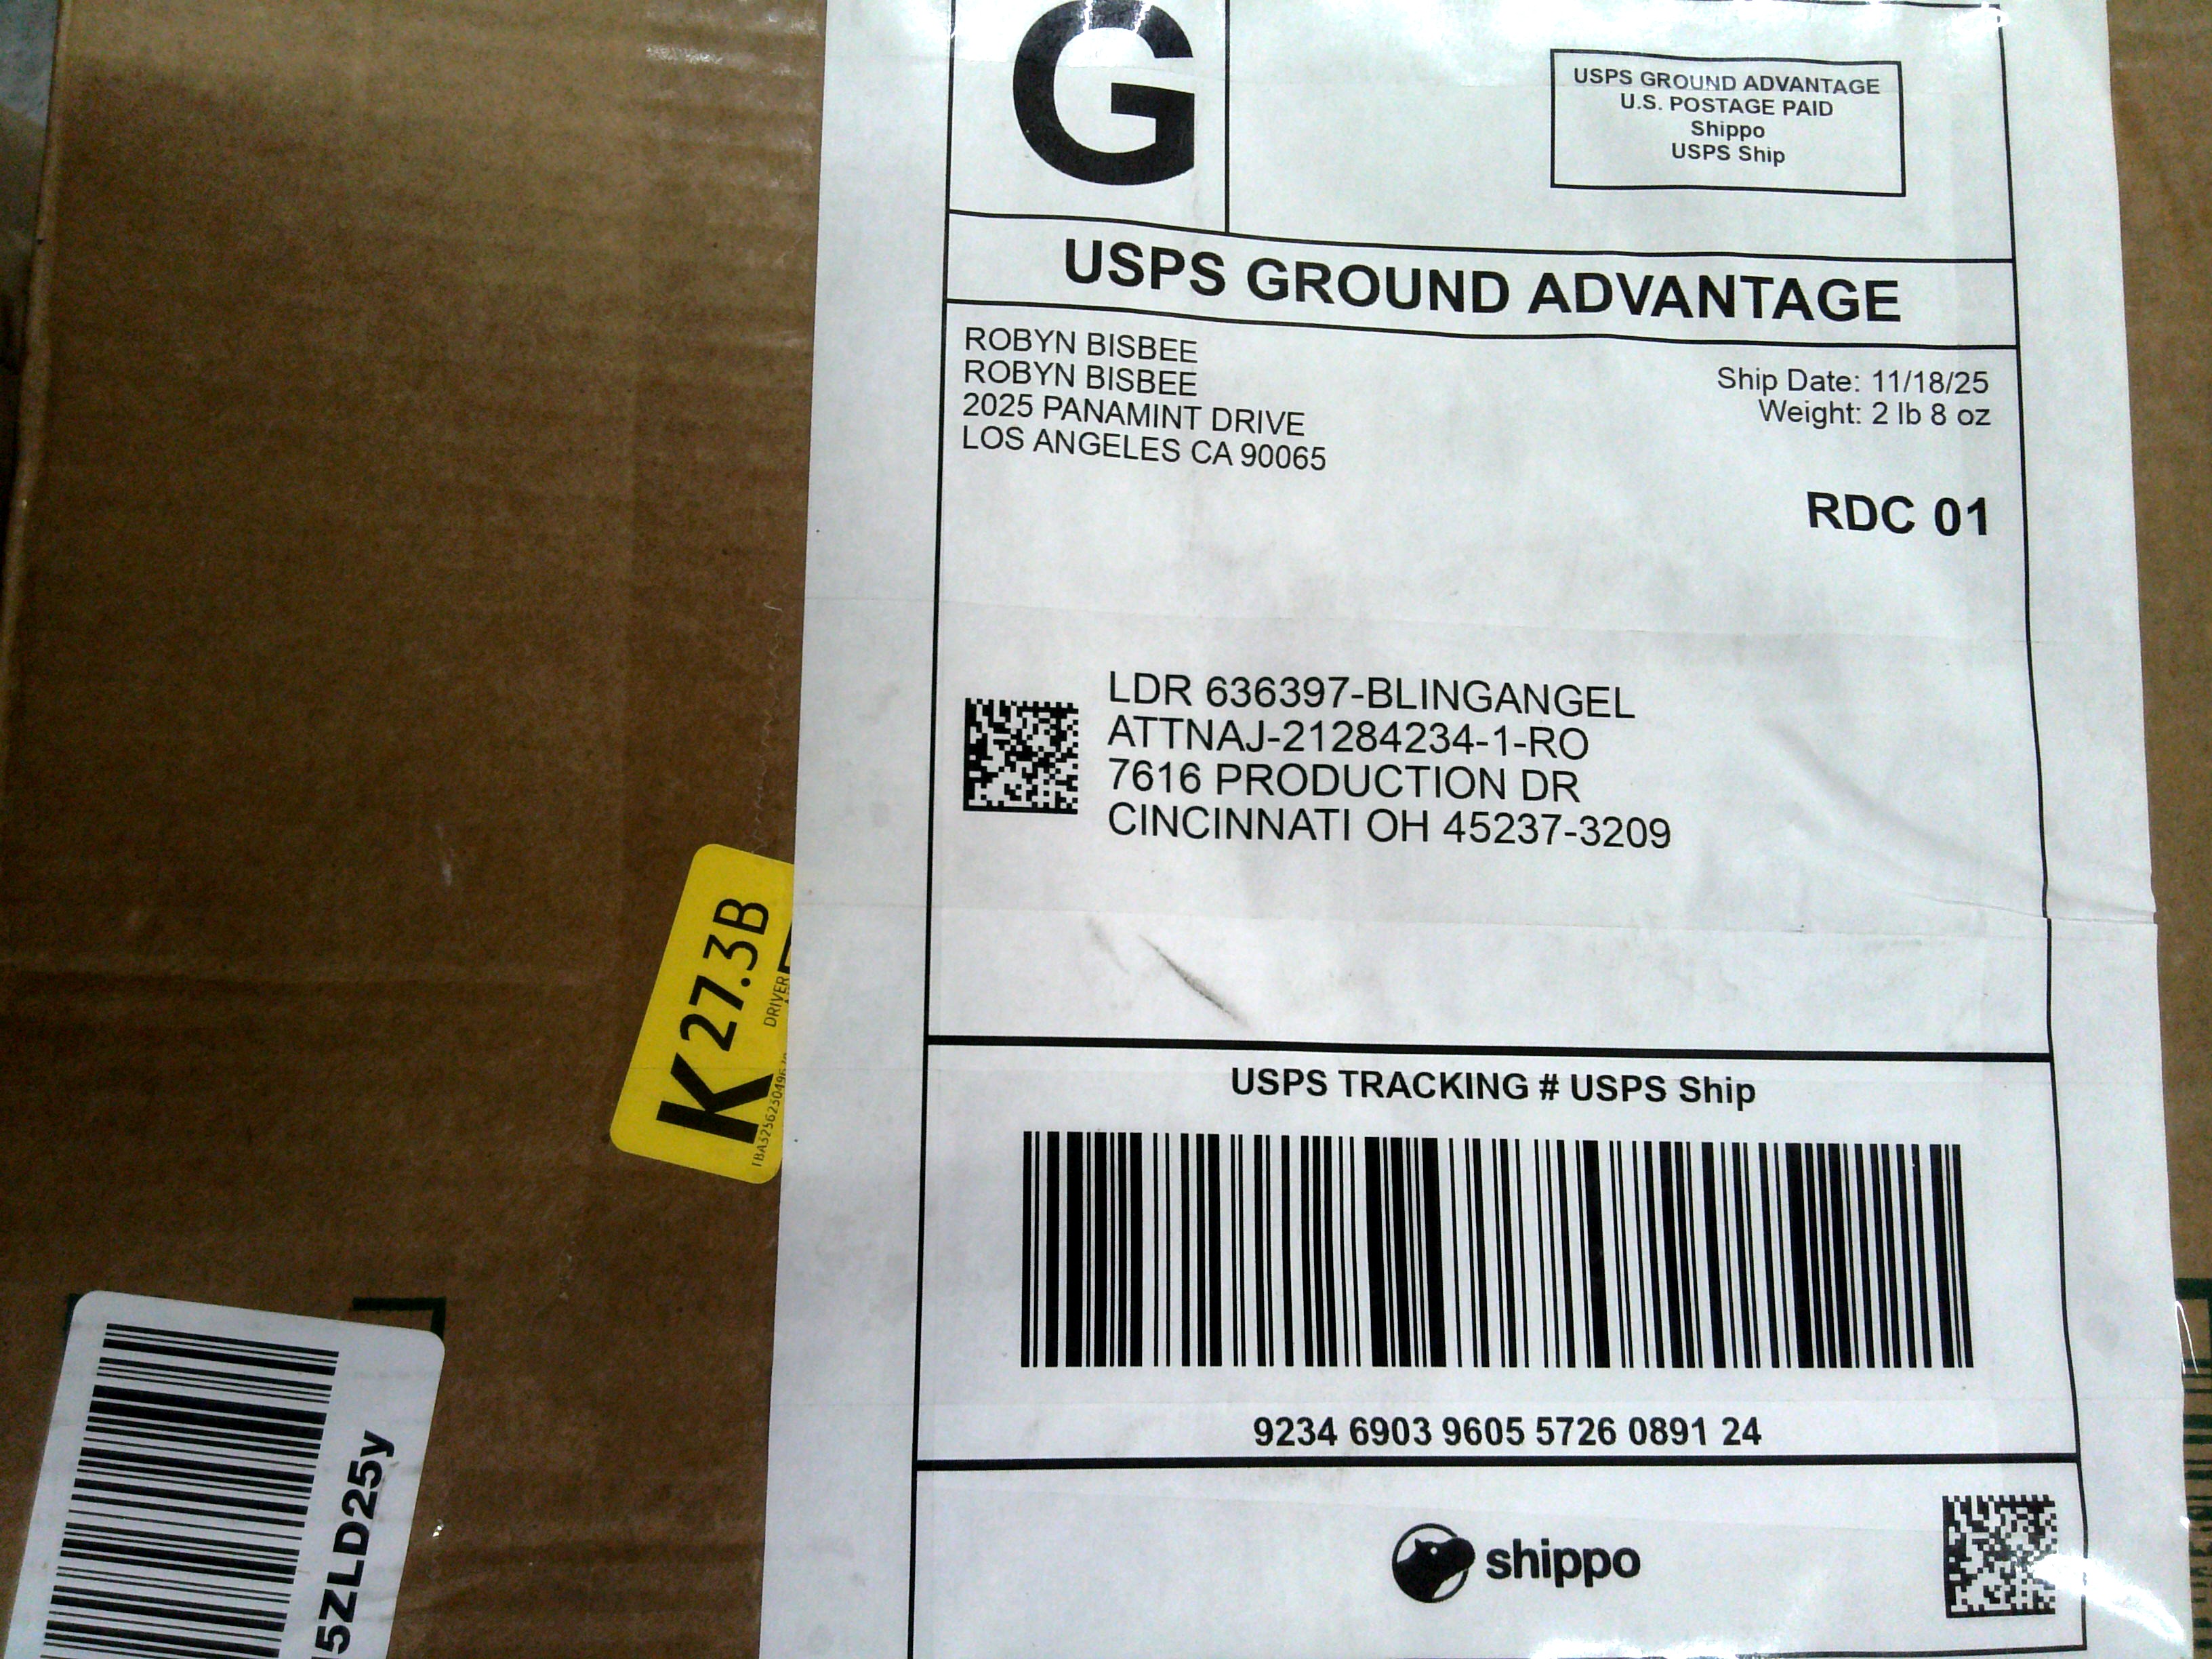 G
USPS GROUND ADVANTAGE
U.S. POSTAGE PAID
Shippo
USPS Ship
USPS GROUND ADVANTAGE
ROBYN BISBEE
ROBYN BISBEE
2025 PANAMINT DRIVE
LOS ANGELES CA 90065
Ship Date: 11/18/25
Weight: 2 lb 8 oz
RDC 01
LDR 636397-BLINGANGEL
ATTNAJ-21284234-1-RO
7616 PRODUCTION DR
CINCINNATI OH 45237-3209
K 27.3B
DRIVER
USPS TRACKING # USPS Ship
9234 6903 9605 5726 0891 24
shippo
5ZLD25y